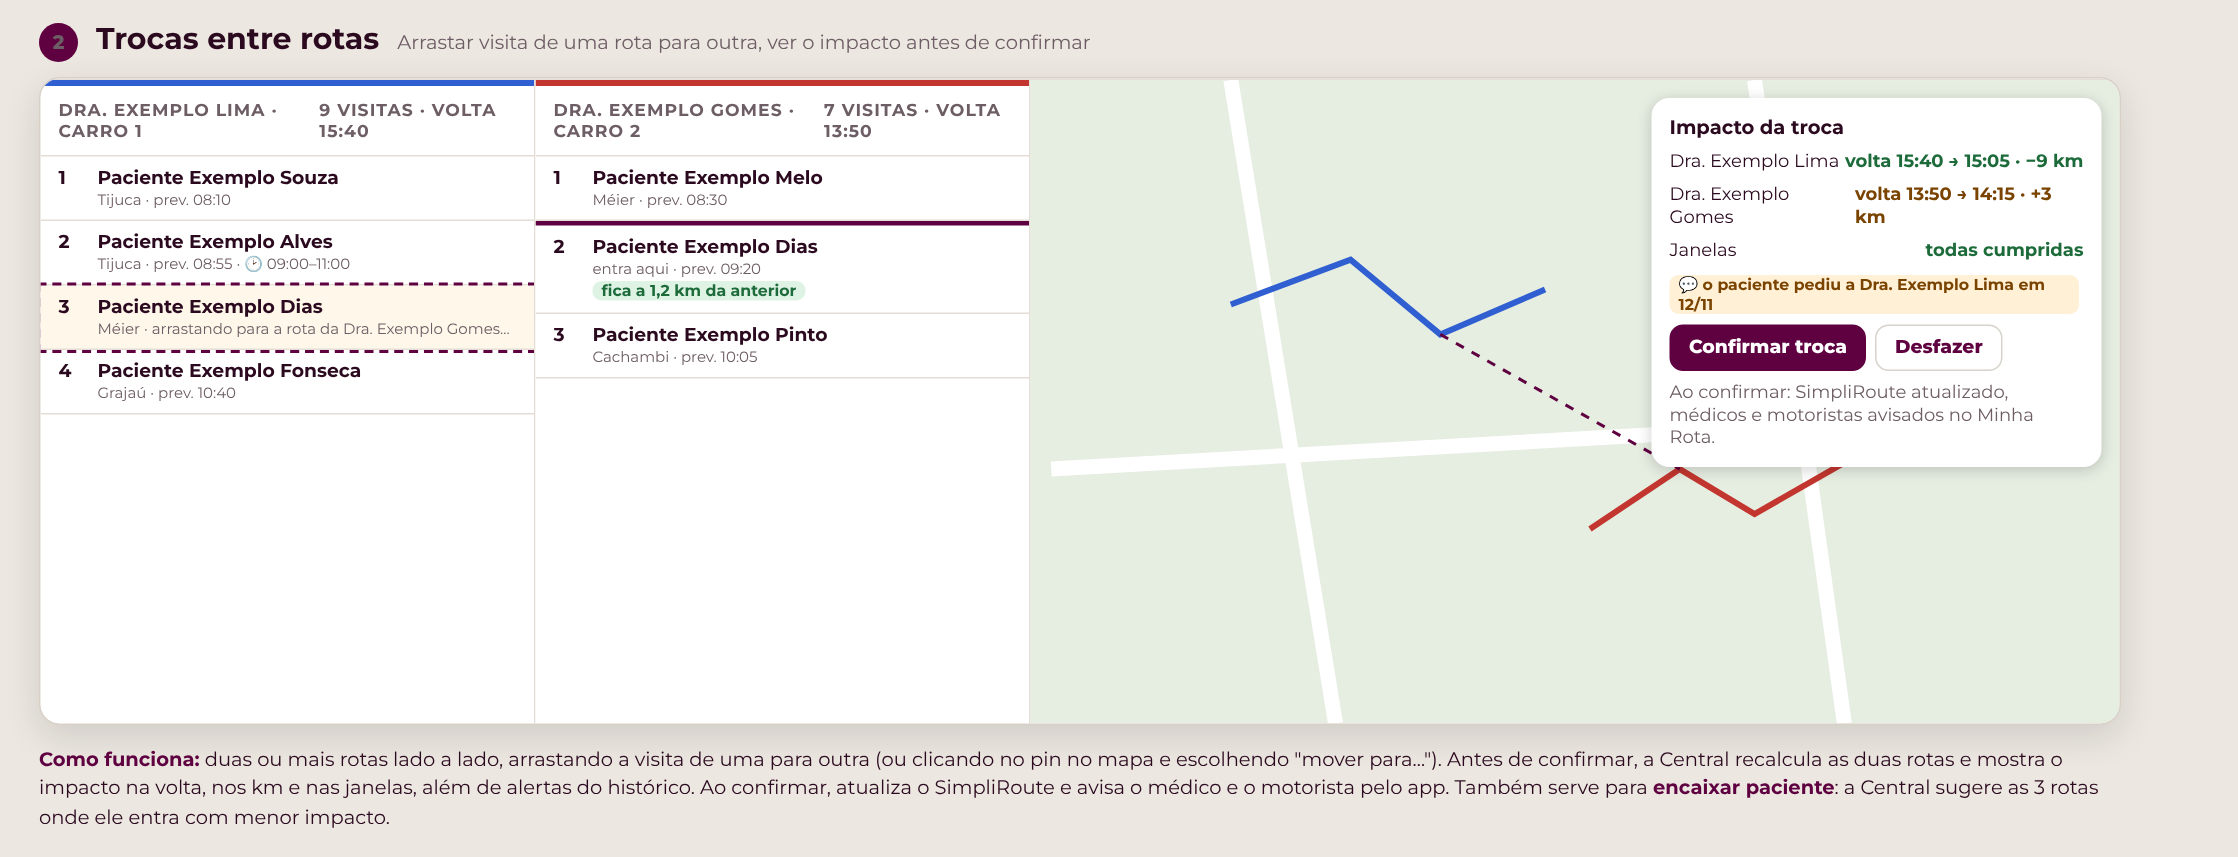 2 Trocas entre rotas Arrastar visita de uma rota para outra, ver o impacto antes de confirmar
DRA. EXEMPLO LIMA ·
CARRO 1
9 VISITAS · VOLTA
15:40
1 Paciente Exemplo Souza
Tijuca · prev. 08:10
2 Paciente Exemplo Alves
Tijuca · prev. 08:55 · 🕑 09:00–11:00
3 Paciente Exemplo Dias
Méier · arrastando para a rota da Dra. Exemplo Gomes...
4 Paciente Exemplo Fonseca
Grajaú · prev. 10:40
DRA. EXEMPLO GOMES ·
CARRO 2
7 VISITAS · VOLTA
13:50
1 Paciente Exemplo Melo
Méier · prev. 08:30
2 Paciente Exemplo Dias
entra aqui · prev. 09:20
fica a 1,2 km da anterior
3 Paciente Exemplo Pinto
Cachambi · prev. 10:05
Impacto da troca
Dra. Exemplo Lima volta 15:40 → 15:05 · −9 km
Dra. Exemplo
Gomes
volta 13:50 → 14:15 · +3
km
Janelas todas cumpridas
💬 o paciente pediu a Dra. Exemplo Lima em
12/11
Confirmar troca Desfazer
Ao confirmar: SimpliRoute atualizado,
médicos e motoristas avisados no Minha
Rota.
Como funciona: duas ou mais rotas lado a lado, arrastando a visita de uma para outra (ou clicando no pin no mapa e escolhendo "mover para..."). Antes de confirmar, a Central recalcula as duas rotas e mostra o
impacto na volta, nos km e nas janelas, além de alertas do histórico. Ao confirmar, atualiza o SimpliRoute e avisa o médico e o motorista pelo app. Também serve para encaixar paciente: a Central sugere as 3 rotas
onde ele entra com menor impacto.